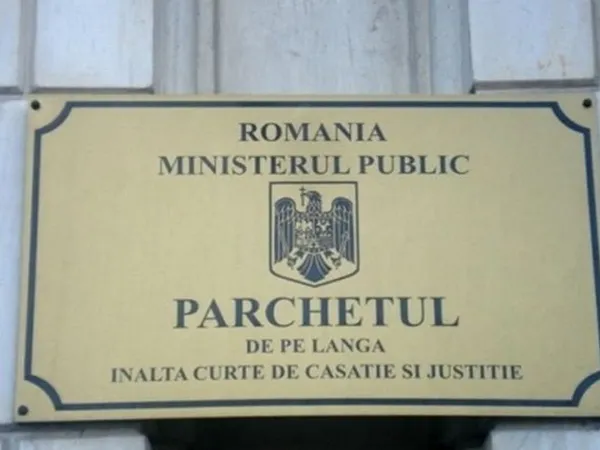 ROMANIA
MINISTERUL PUBLIC
PARCHETUL
DE PE LANGA
INALTA CURTE DE CASATIE SI JUSTITIE